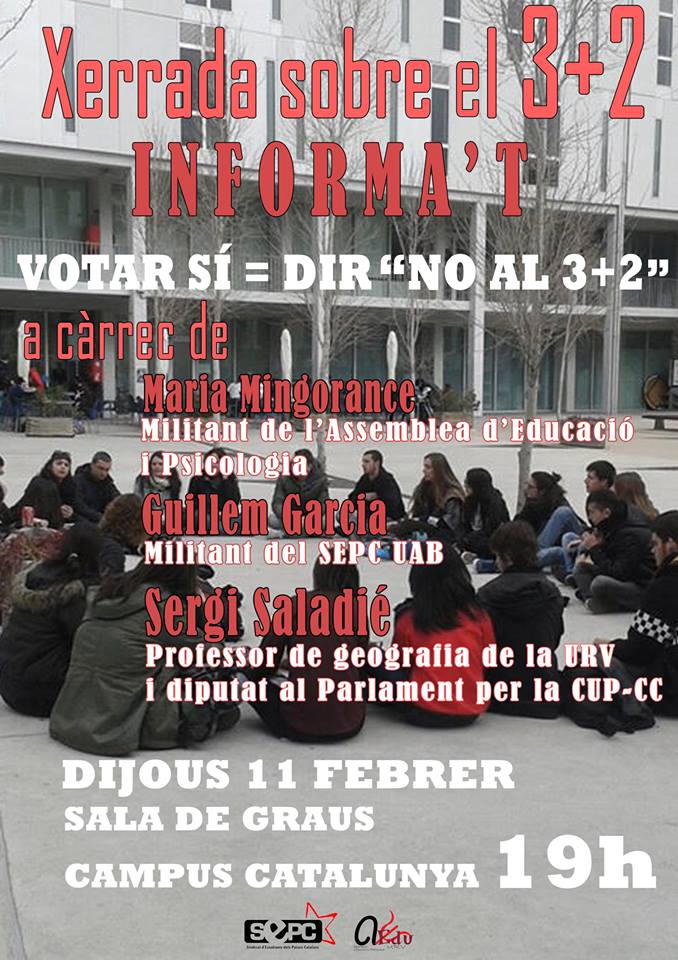 Xerrada sobre el 3+2
INFORMA'T
VOTAR SÍ = DIR “NO AL 3+2”
a càrrec de
Maria Mingorance
Militant de l'Assemblea d'Educació
i Psicologia
Guillem Garcia
Militant del SEPC UAB
Sergi Saladié
Professor de geografia de la URV
i diputat al Parlament per la CUP-CC
DIJOUS 11 FEBRER
SALA DE GRAUS
CAMPUS CATALUNYA 19h
SEPC
Sindicat d'Estudiants dels Països Catalans